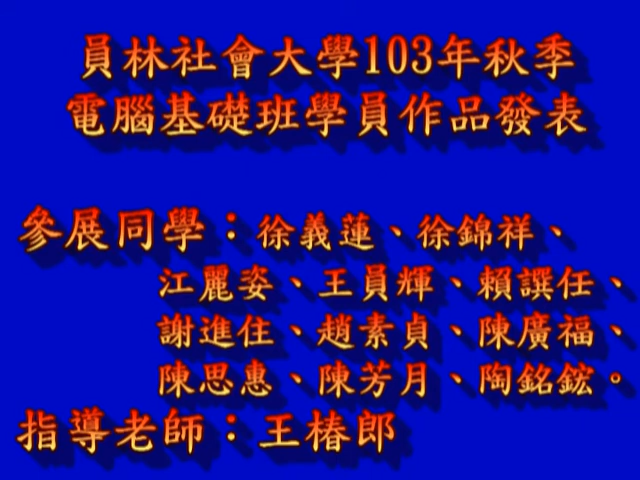 員林社會大學103年秋季
電腦基礎班學員作品發表
參展同學：徐義蓮、徐錦祥、
江麗姿、王員輝、賴譔任、
謝進住、趙素貞、陳廣福、
陳思惠、陳芳月、陶銘鋐。
指導老師：王椿郎